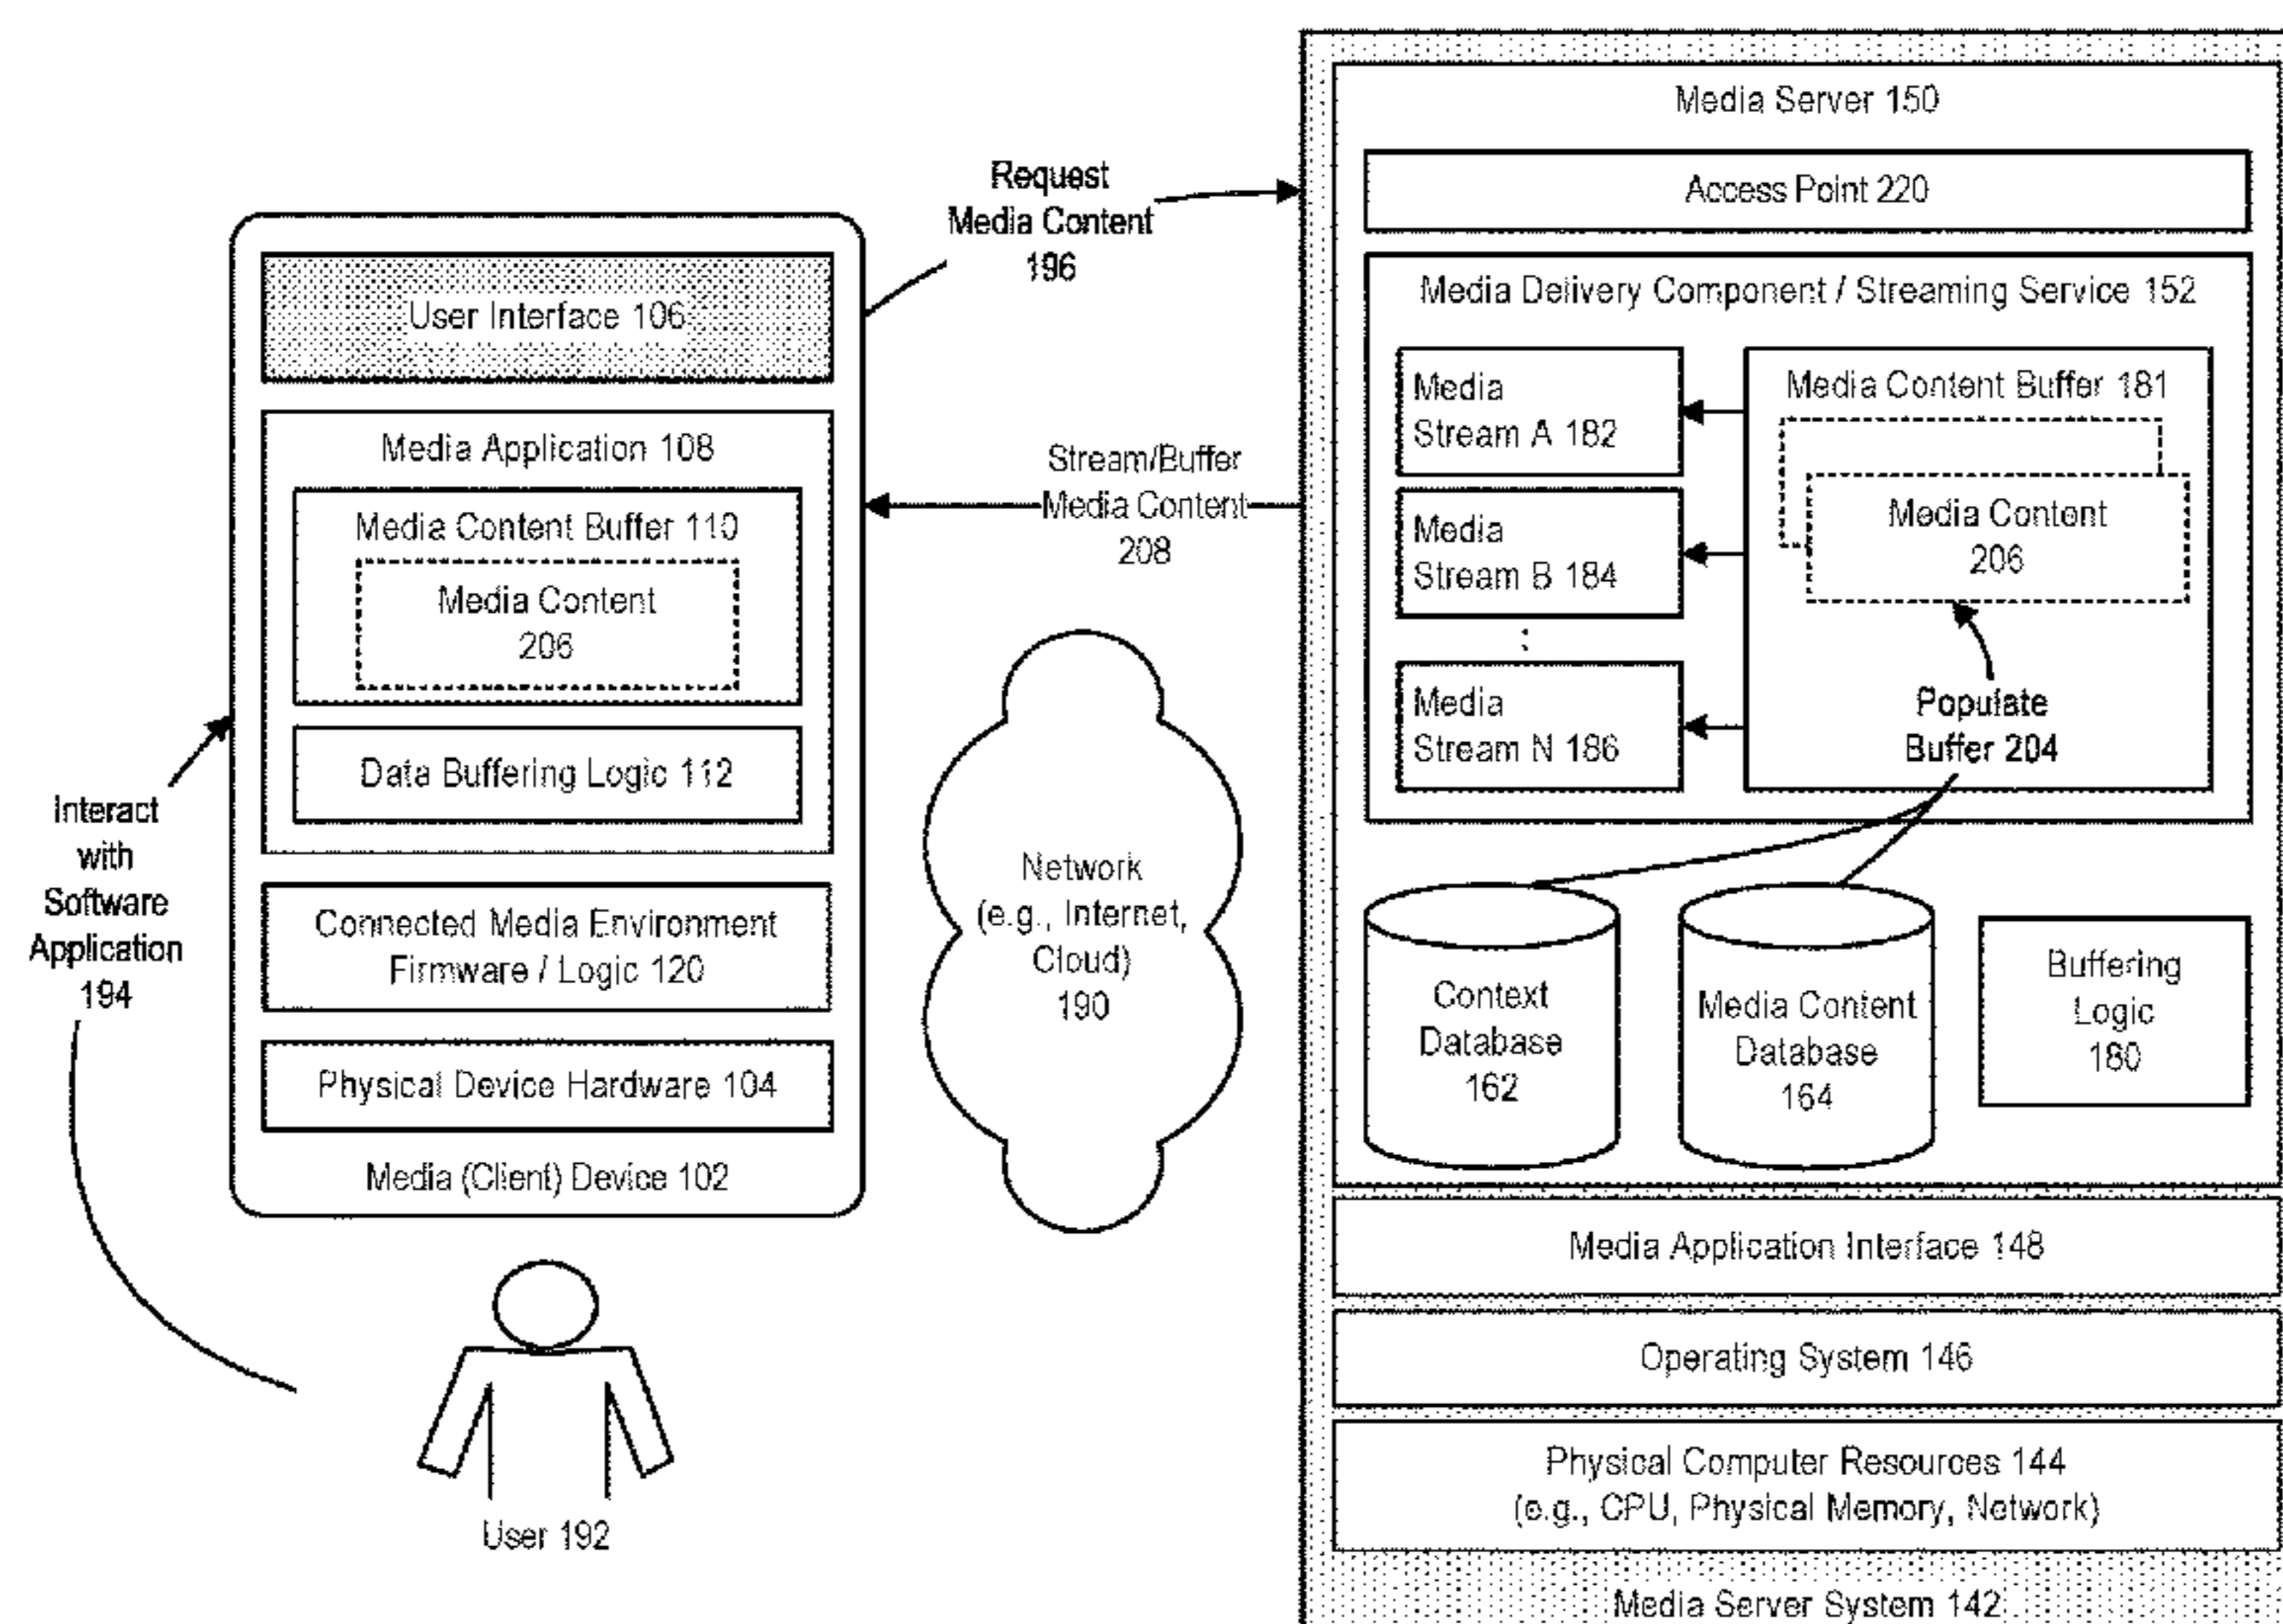 User Interface 106
Media Application 108
Media Content Buffer 110
Media Content
206
Data Buffering Logic 112
Connected Media Environment
Firmware / Logic 120
Physical Device Hardware 104
Media (Client) Device 102
Interact
with
Software
Application
194
User 192
Request
Media Content
196
Stream/Buffer
Media Content
208
Network
(e.g., Internet,
Cloud)
190
Media Server 150
Access Point 220
Media Delivery Component / Streaming Service 152
Media
Stream A 182
Media
Stream B 184
:
Media
Stream N 186
Media Content Buffer 181
Media Content
206
Populate
Buffer 204
Context
Database
162
Media Content
Database
164
Buffering
Logic
180
Media Application Interface 148
Operating System 146
Physical Computer Resources 144
(e.g., CPU, Physical Memory, Network)
Media Server System 142